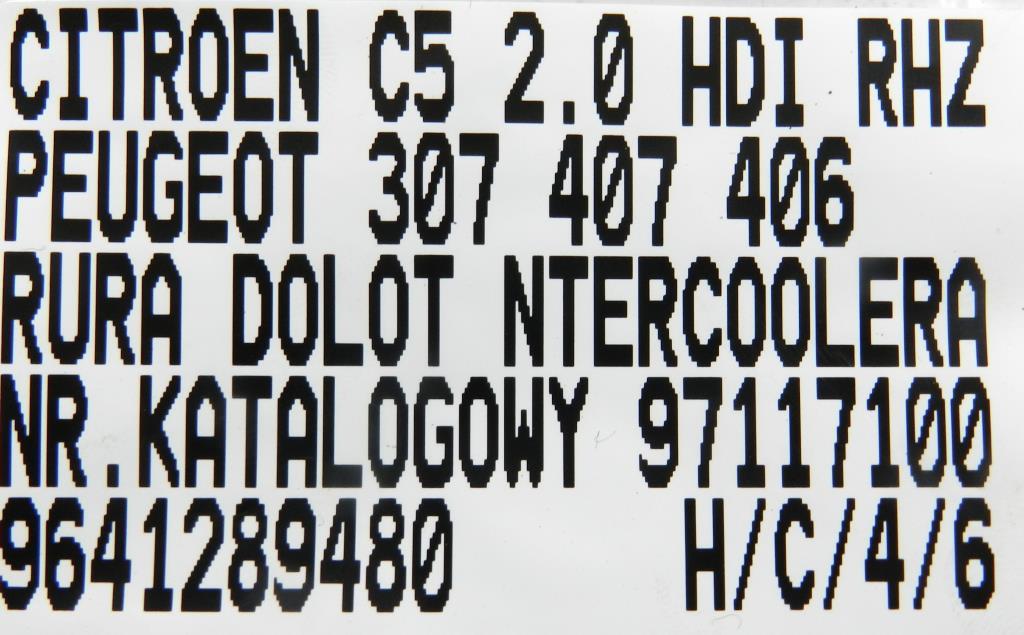 CITROEN C5 2.0 HDI RHZ
PEUGEOT 307 407 406
RURA DOLOT NTERCOOLERA
NR.KATALOGOWY 97117100
9641289480 H/C/4/6